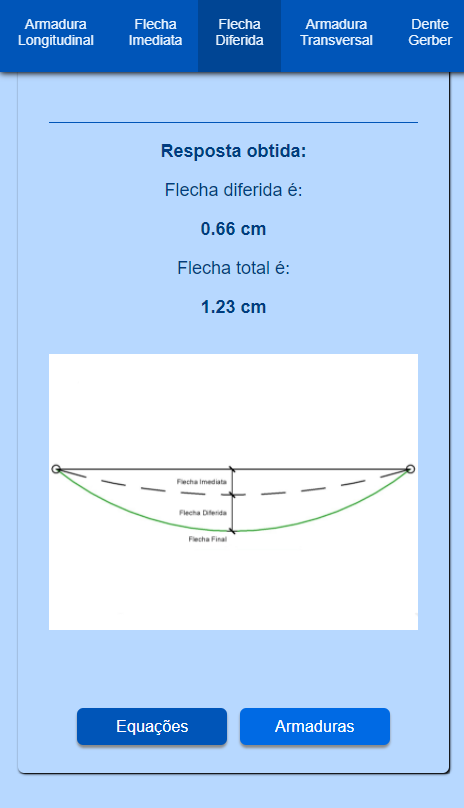 Armadura
Longitudinal
Flecha
Imediata
Flecha
Diferida
Armadura
Transversal
Dente
Gerber
Resposta obtida:
Flecha diferida é:
0.66 cm
Flecha total é:
1.23 cm
Flecha Imediata
Flecha Diferida
Flecha Final
Equações
Armaduras